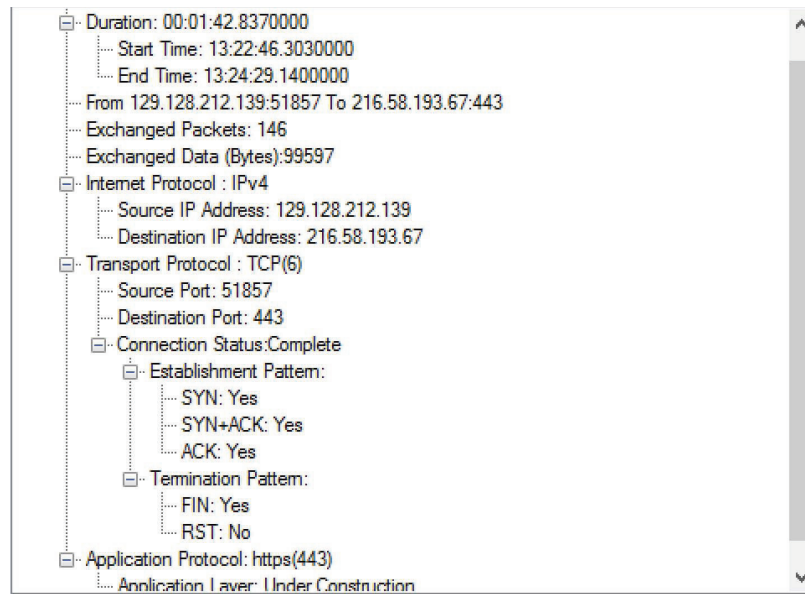 Duration: 00:01:42.8370000
Start Time: 13:22:46.3030000
End Time: 13:24:29.1400000
From 129.128.212.139:51857 To 216.58.193.67:443
Exchanged Packets: 146
Exchanged Data (Bytes):99597
Internet Protocol : IPv4
Source IP Address: 129.128.212.139
Destination IP Address: 216.58.193.67
Transport Protocol : TCP(6)
Source Port: 51857
Destination Port: 443
Connection Status:Complete
Establishment Pattern:
SYN: Yes
SYN+ACK: Yes
ACK: Yes
Termination Pattern:
FIN: Yes
RST: No
Application Protocol: https(443)
Application Layer: Under Construction